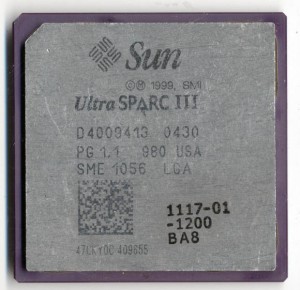 Sun
©Ⓜ 1999, SMI
UltraSPARC III
D4009413 0430
PG 1.1 980 USA
SME 1056 LGA
1117-01
-1200
BA8